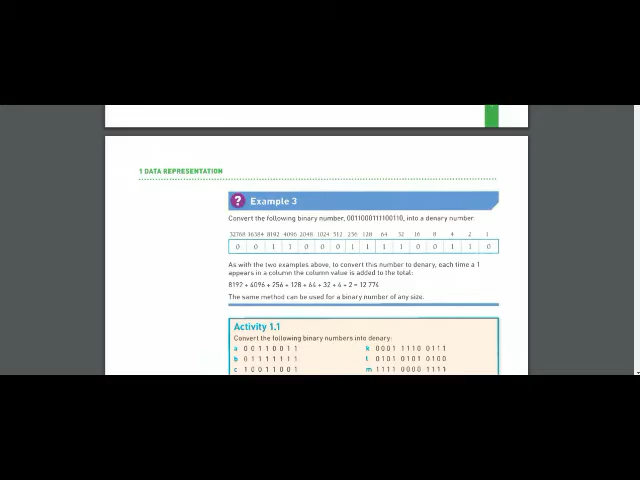 1 DATA REPRESENTATION
? Example 3
Convert the following binary number, 0011000111100110, into a denary number:
32768 16384 8192 4096 2048 1024 512 256 128 64 32 16 8 4 2 1
0 0 1 1 0 0 0 1 1 1 1 0 0 1 1 0
As with the two examples above, to convert this number to denary, each time a 1
appears in a column the column value is added to the total:
8192 + 4096 + 256 + 128 + 64 + 32 + 4 + 2 = 12 774
The same method can be used for a binary number of any size.
Activity 1.1
Convert the following binary numbers into denary:
a 0 0 1 1 0 0 1 1 k 0 0 0 1 1 1 1 0 0 1 1 1
b 0 1 1 1 1 1 1 1 l 0 1 0 1 0 1 0 1 0 1 0 0
c 1 0 0 1 1 0 0 1 m 1 1 1 1 0 0 0 0 1 1 1 1